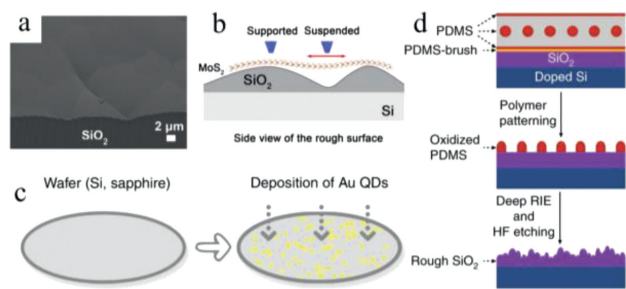 a
SiO2
2 μm
b
Supported Suspended
MoS2
SiO2
Si
Side view of the rough surface
c
Wafer (Si, sapphire)
Deposition of Au QDs
d
PDMS
PDMS-brush
SiO2
Doped Si
Polymer
patterning
Oxidized
PDMS
Deep RIE
and
HF etching
Rough SiO2